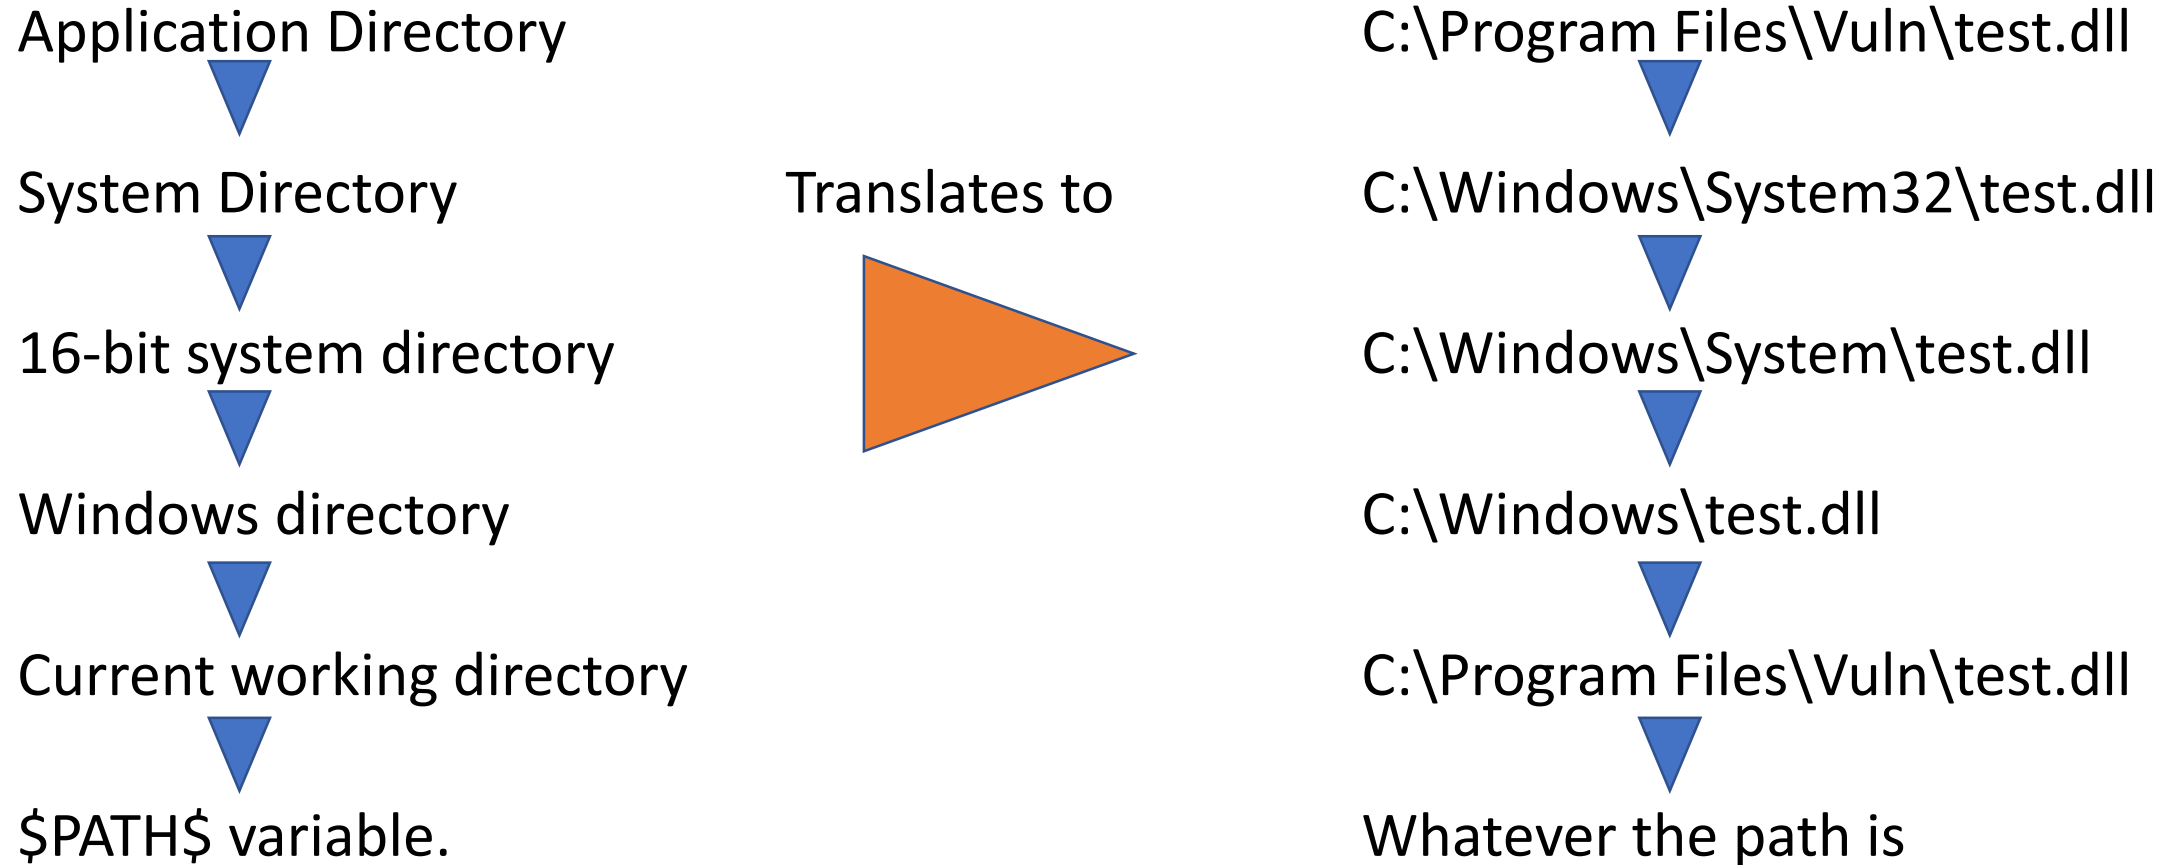 Application Directory
System Directory
16-bit system directory
Windows directory
Current working directory
$PATH$ variable.
Translates to
C:\Program Files\Vuln\test.dll
C:\Windows\System32\test.dll
C:\Windows\System\test.dll
C:\Windows\test.dll
C:\Program Files\Vuln\test.dll
Whatever the path is